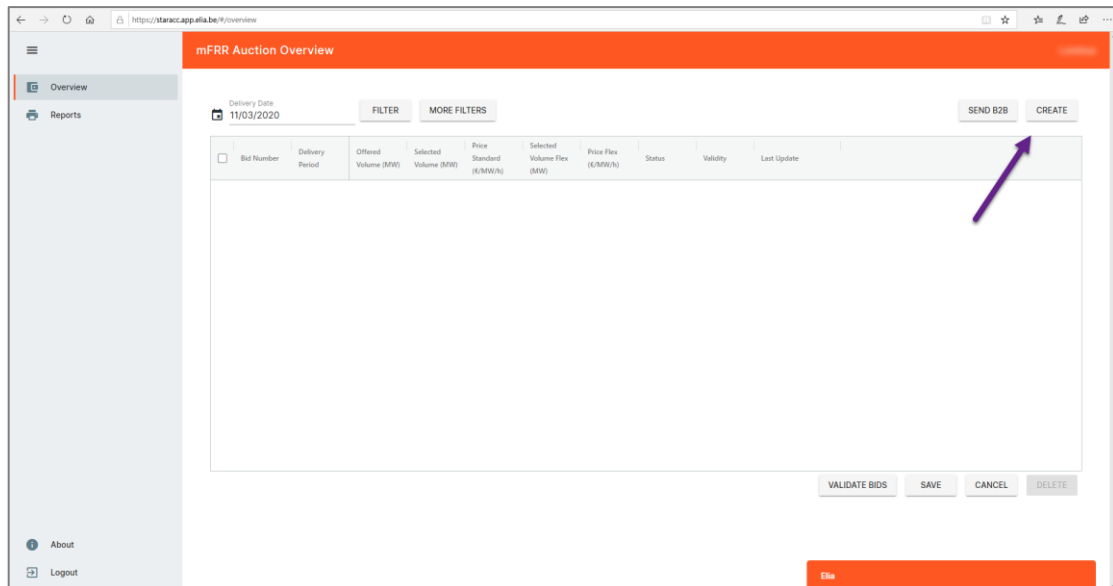 https://staracc.app.elia.be/#/overview
mFRR Auction Overview
Overview
Reports
Delivery Date
11/03/2020
FILTER
MORE FILTERS
SEND B2B
CREATE
Bid Number
Delivery
Period
Offered
Volume (MW)
Selected
Volume (MW)
Price
Standard
(€/MW/h)
Selected
Volume Flex
(MW)
Price Flex
(€/MW/h)
Status
Validity
Last Update
VALIDATE BIDS
SAVE
CANCEL
DELETE
About
Logout
Elia